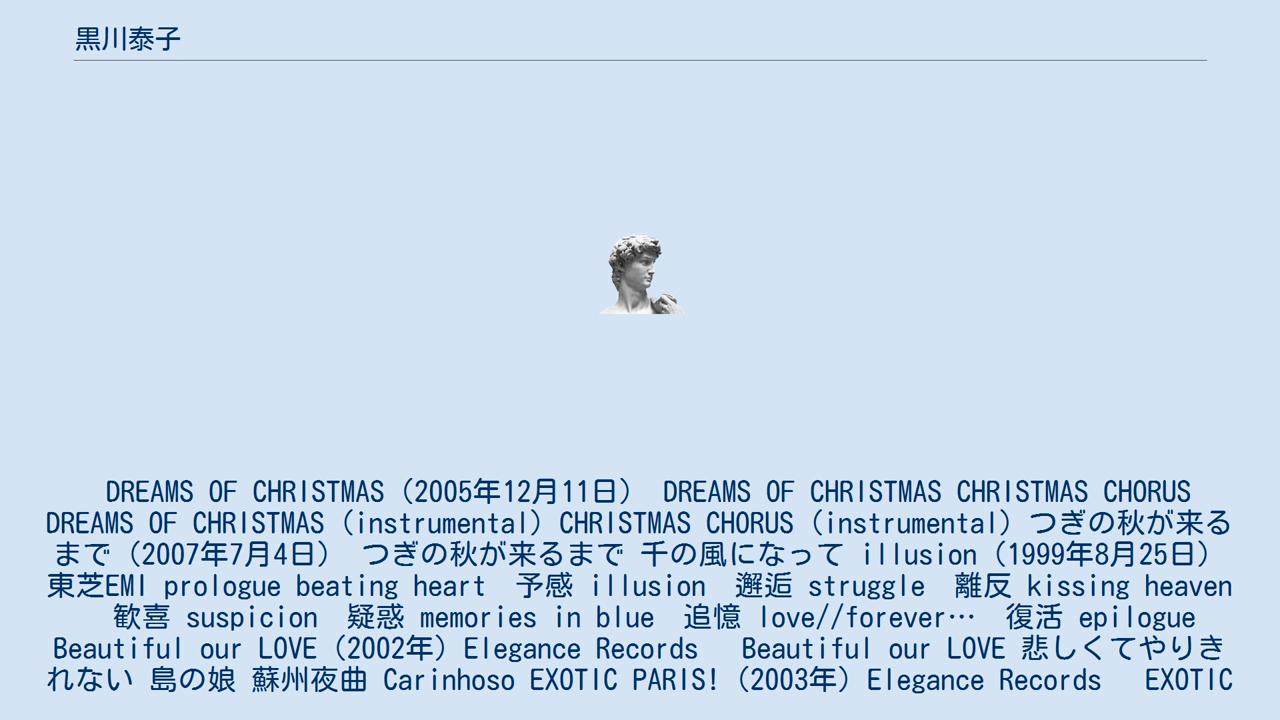 黒川泰子
DREAMS OF CHRISTMAS（2005年12月11日） DREAMS OF CHRISTMAS CHRISTMAS CHORUS
DREAMS OF CHRISTMAS（instrumental）CHRISTMAS CHORUS（instrumental）つぎの秋が来る
まで（2007年7月4日） つぎの秋が来るまで 千の風になって illusion（1999年8月25日）
東芝EMI prologue beating heart　予感 illusion　邂逅 struggle　離反 kissing heaven
歓喜 suspicion　疑惑 memories in blue　追憶 love//forever…　復活 epilogue
Beautiful our LOVE（2002年）Elegance Records　 Beautiful our LOVE 悲しくてやりき
れない 島の娘 蘇州夜曲 Carinhoso EXOTIC PARIS!（2003年）Elegance Records　 EXOTIC